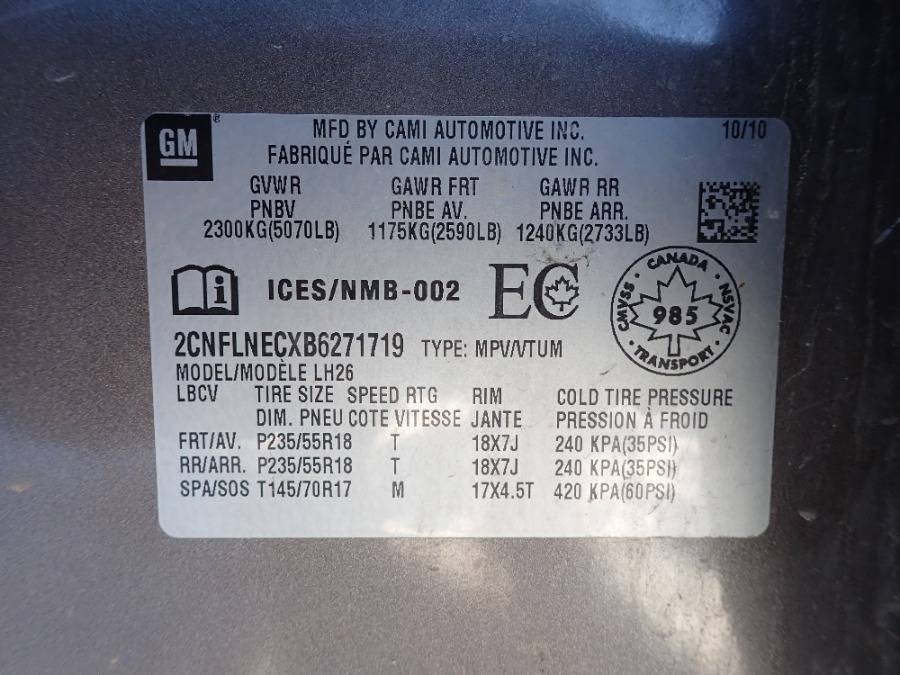 GM
MFD BY CAMI AUTOMOTIVE INC. 10/10
FABRIQUÉ PAR CAMI AUTOMOTIVE INC.
GVWR GAWR FRT GAWR RR
PNBV PNBE AV. PNBE ARR.
2300KG(5070LB) 1175KG(2590LB) 1240KG(2733LB)
i ICES/NMB-002 EC
CANADA
CMVSS 985 NSVAC
TRANSPORT
2CNFLNECXB6271719 TYPE: MPV/VTUM
MODEL/MODÈLE LH26
LBCV TIRE SIZE SPEED RTG RIM COLD TIRE PRESSURE
DIM. PNEU COTE VITESSE JANTE PRESSION À FROID
FRT/AV. P235/55R18 T 18X7J 240 KPA(35PSI)
RR/ARR. P235/55R18 T 18X7J 240 KPA(35PSI)
SPA/SOS T145/70R17 M 17X4.5T 420 KPA(60PSI)